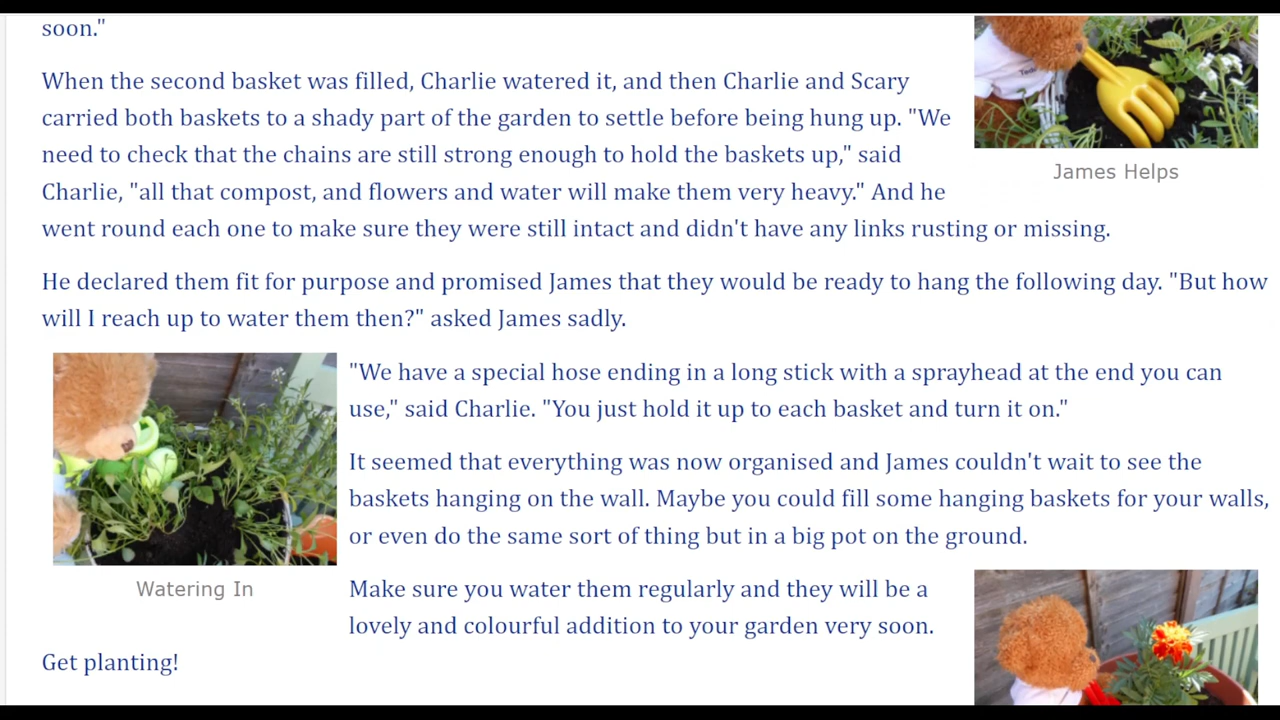 soon."
When the second basket was filled, Charlie watered it, and then Charlie and Scary
carried both baskets to a shady part of the garden to settle before being hung up. "We
need to check that the chains are still strong enough to hold the baskets up," said
Charlie, "all that compost, and flowers and water will make them very heavy." And he
went round each one to make sure they were still intact and didn't have any links rusting or missing.
James Helps
He declared them fit for purpose and promised James that they would be ready to hang the following day. "But how
will I reach up to water them then?" asked James sadly.
"We have a special hose ending in a long stick with a sprayhead at the end you can
use," said Charlie. "You just hold it up to each basket and turn it on."
It seemed that everything was now organised and James couldn't wait to see the
baskets hanging on the wall. Maybe you could fill some hanging baskets for your walls,
or even do the same sort of thing but in a big pot on the ground.
Watering In
Make sure you water them regularly and they will be a
lovely and colourful addition to your garden very soon.
Get planting!